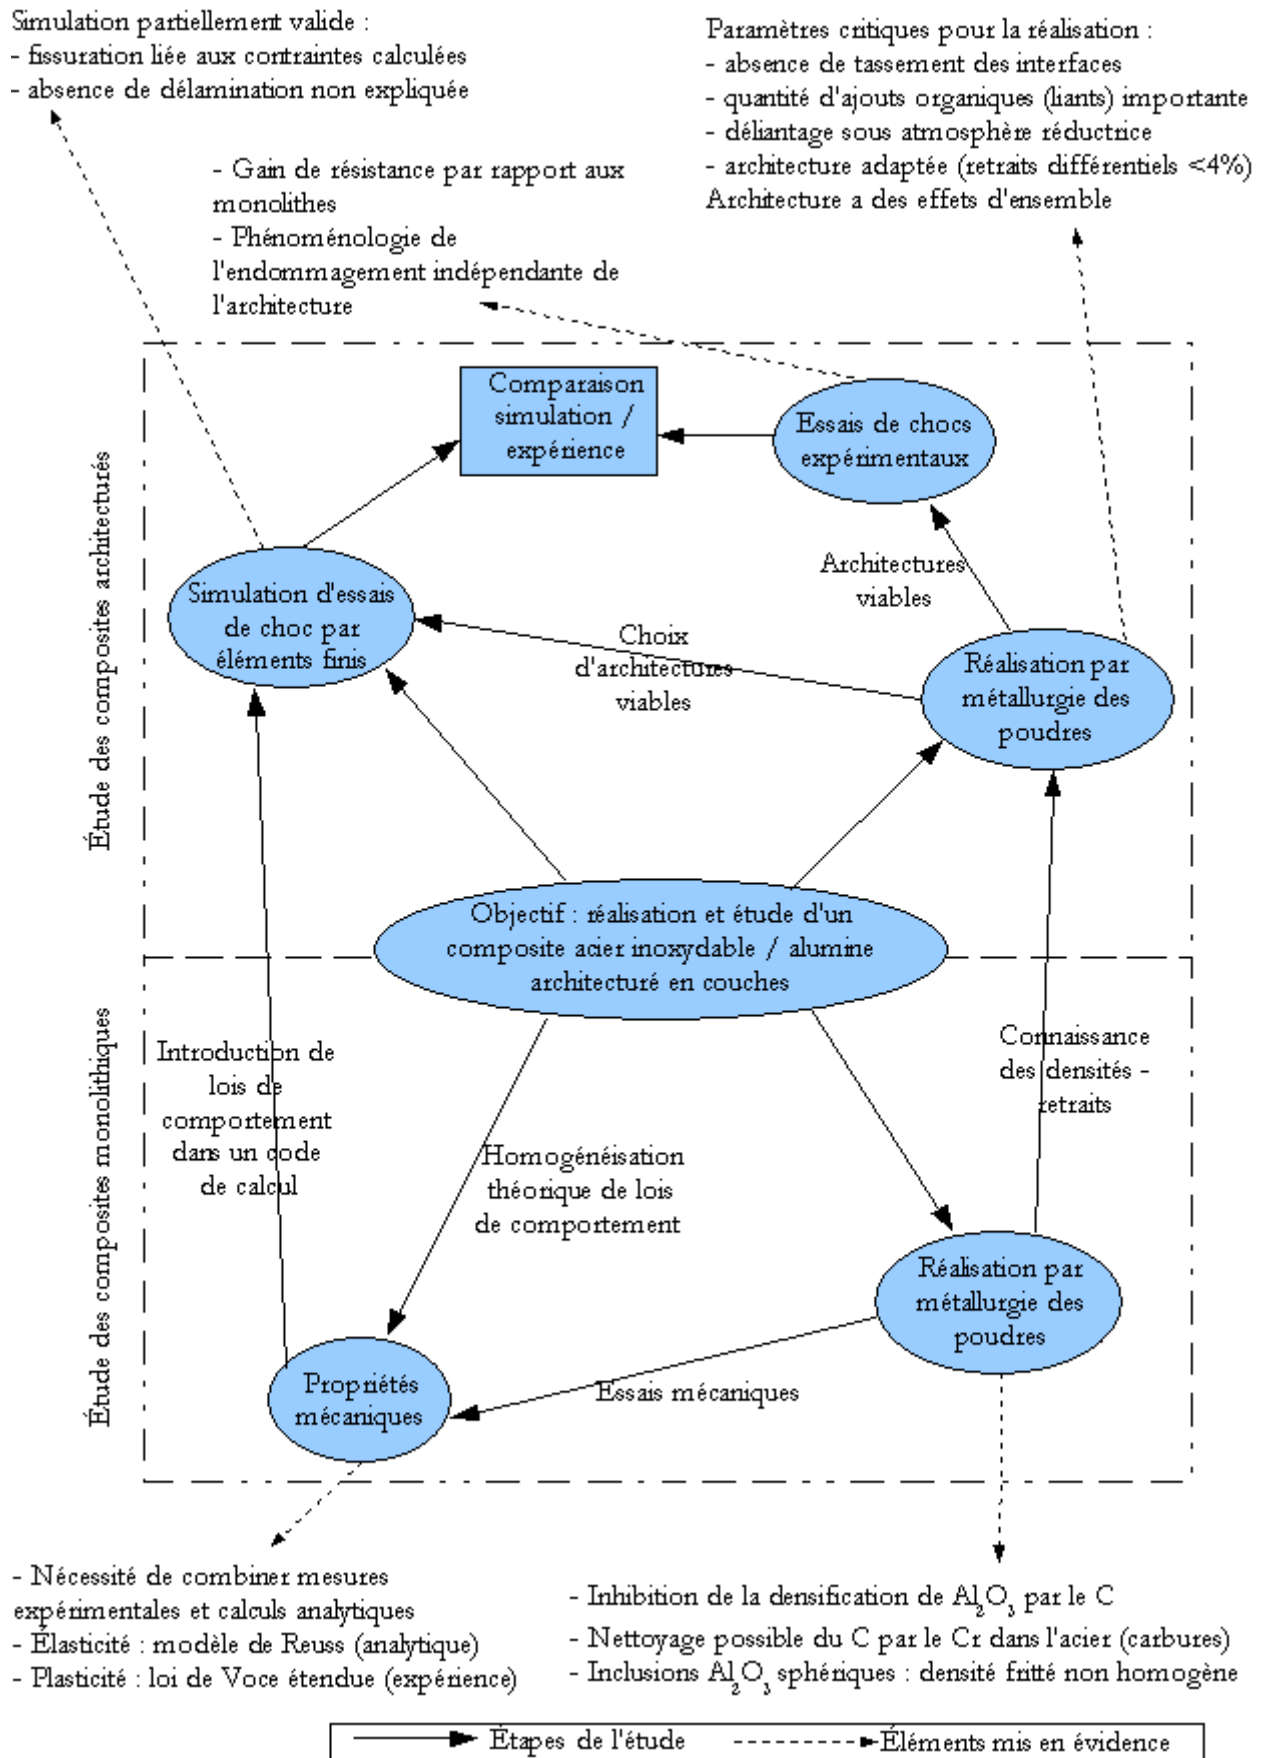 Simulation partiellement valide :
- fissuration liée aux contraintes calculées
- absence de délamination non expliquée
Paramètres critiques pour la réalisation :
- absence de tassement des interfaces
- quantité d'ajouts organiques (liants) importante
- déliantage sous atmosphère réductrice
- architecture adaptée (retraits différentiels <4%)
Architecture a des effets d'ensemble
- Gain de résistance par rapport aux
monolithes
- Phénoménologie de
l'endommagement indépendante de
l'architecture
Étude des composites architecturés
Comparaison
simulation /
expérience
Essais de chocs
expérimentaux
Architectures
viables
Simulation d'essais
de choc par
éléments finis
Choix
d'architectures
viables
Réalisation par
métallurgie des
poudres
Objectif : réalisation et étude d'un
composite acier inoxydable / alumine
architecturé en couches
Étude des composites monolithiques
Introduction de
lois de
comportement
dans un code
de calcul
Connaissance
des densités -
retraits
Homogénéisation
théorique de lois
de comportement
Réalisation par
métallurgie des
poudres
Propriétés
mécaniques
Essais mécaniques
- Nécessité de combiner mesures
expérimentales et calculs analytiques
- Élasticité : modèle de Reuss (analytique)
- Plasticité : loi de Voce étendue (expérience)
- Inhibition de la densification de Al₂O₃ par le C
- Nettoyage possible du C par le Cr dans l'acier (carbures)
- Inclusions Al₂O₃ sphériques : densité fritté non homogène
Étapes de l'étude
Éléments mis en évidence